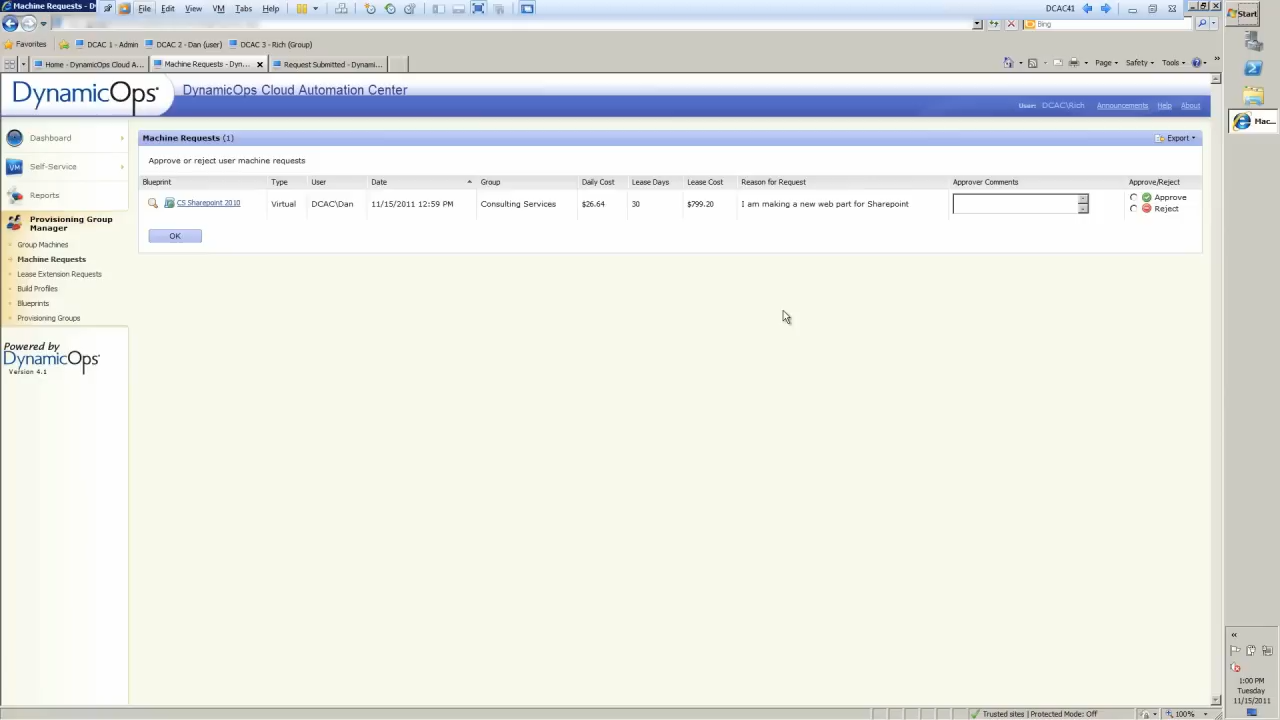 Machine Requests - D
File Edit View VM Tabs Help
DCAC41
Start
Bing
Favorites DCAC 1 - Admin DCAC 2 - Dan (user) DCAC 3 - Rich (Group)
Home - DynamicOps Cloud A... Machine Requests - Dyn... Request Submitted - Dynami...
Page Safety Tools
Mac...
DynamicOps
DynamicOps Cloud Automation Center
User: DCAC\Rich Announcements Help About
Dashboard
Self-Service
Reports
Provisioning Group
Manager
Group Machines
Machine Requests
Lease Extension Requests
Build Profiles
Blueprints
Provisioning Groups
Powered by
DynamicOps
Version 4.1
Machine Requests (1) Export
Approve or reject user machine requests
Blueprint Type User Date Group Daily Cost Lease Days Lease Cost Reason for Request Approver Comments Approve/Reject
CS Sharepoint 2010 Virtual DCAC\Dan 11/15/2011 12:59 PM Consulting Services $26.64 30 $799.20 I am making a new web part for Sharepoint Approve
Reject
OK
1:00 PM
Tuesday
11/15/2011
Trusted sites | Protected Mode: Off 100%